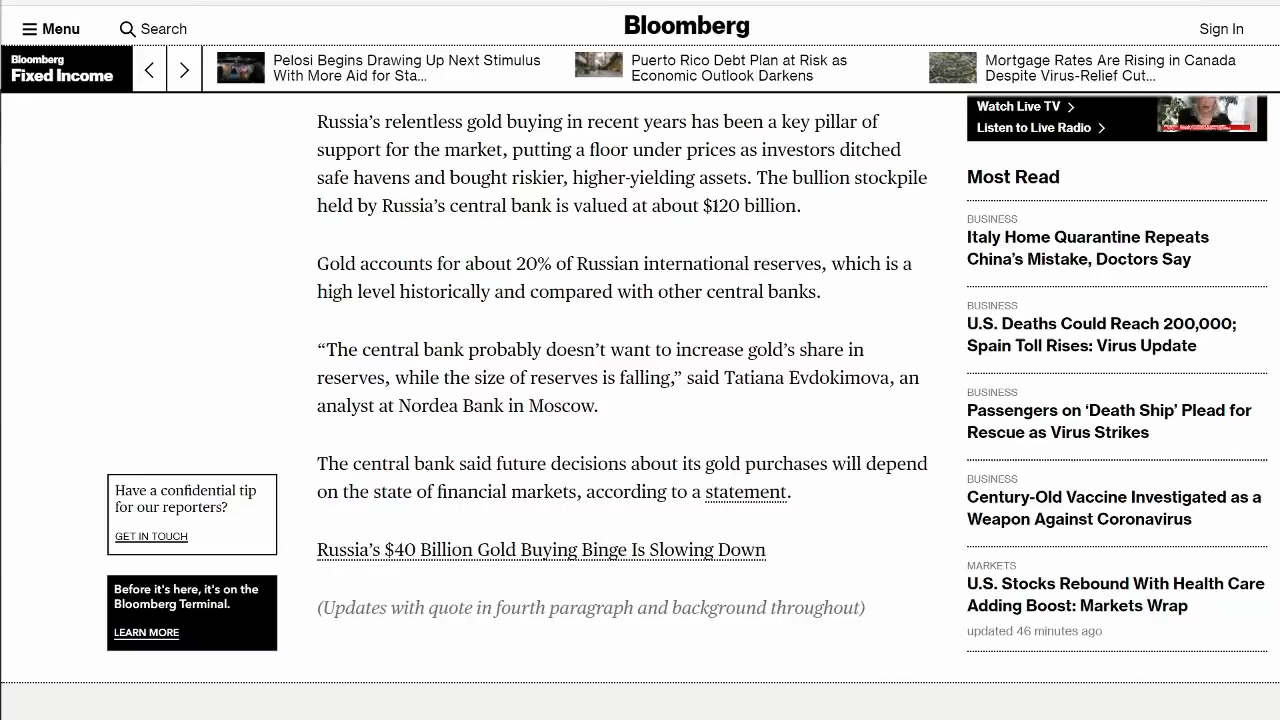 Menu
Search
Bloomberg
Sign In
Bloomberg
Fixed Income
Pelosi Begins Drawing Up Next Stimulus
With More Aid for Sta...
Puerto Rico Debt Plan at Risk as
Economic Outlook Darkens
Mortgage Rates Are Rising in Canada
Despite Virus-Relief Cut...
Russia’s relentless gold buying in recent years has been a key pillar of
support for the market, putting a floor under prices as investors ditched
safe havens and bought riskier, higher-yielding assets. The bullion stockpile
held by Russia’s central bank is valued at about $120 billion.
Gold accounts for about 20% of Russian international reserves, which is a
high level historically and compared with other central banks.
“The central bank probably doesn’t want to increase gold’s share in
reserves, while the size of reserves is falling,” said Tatiana Evdokimova, an
analyst at Nordea Bank in Moscow.
The central bank said future decisions about its gold purchases will depend
on the state of financial markets, according to a statement.
Russia’s $40 Billion Gold Buying Binge Is Slowing Down
(Updates with quote in fourth paragraph and background throughout)
Have a confidential tip
for our reporters?
GET IN TOUCH
Before it's here, it's on the
Bloomberg Terminal.
LEARN MORE
Watch Live TV
Listen to Live Radio
Most Read
BUSINESS
Italy Home Quarantine Repeats
China’s Mistake, Doctors Say
BUSINESS
U.S. Deaths Could Reach 200,000;
Spain Toll Rises: Virus Update
BUSINESS
Passengers on ‘Death Ship’ Plead for
Rescue as Virus Strikes
BUSINESS
Century-Old Vaccine Investigated as a
Weapon Against Coronavirus
MARKETS
U.S. Stocks Rebound With Health Care
Adding Boost: Markets Wrap
updated 46 minutes ago